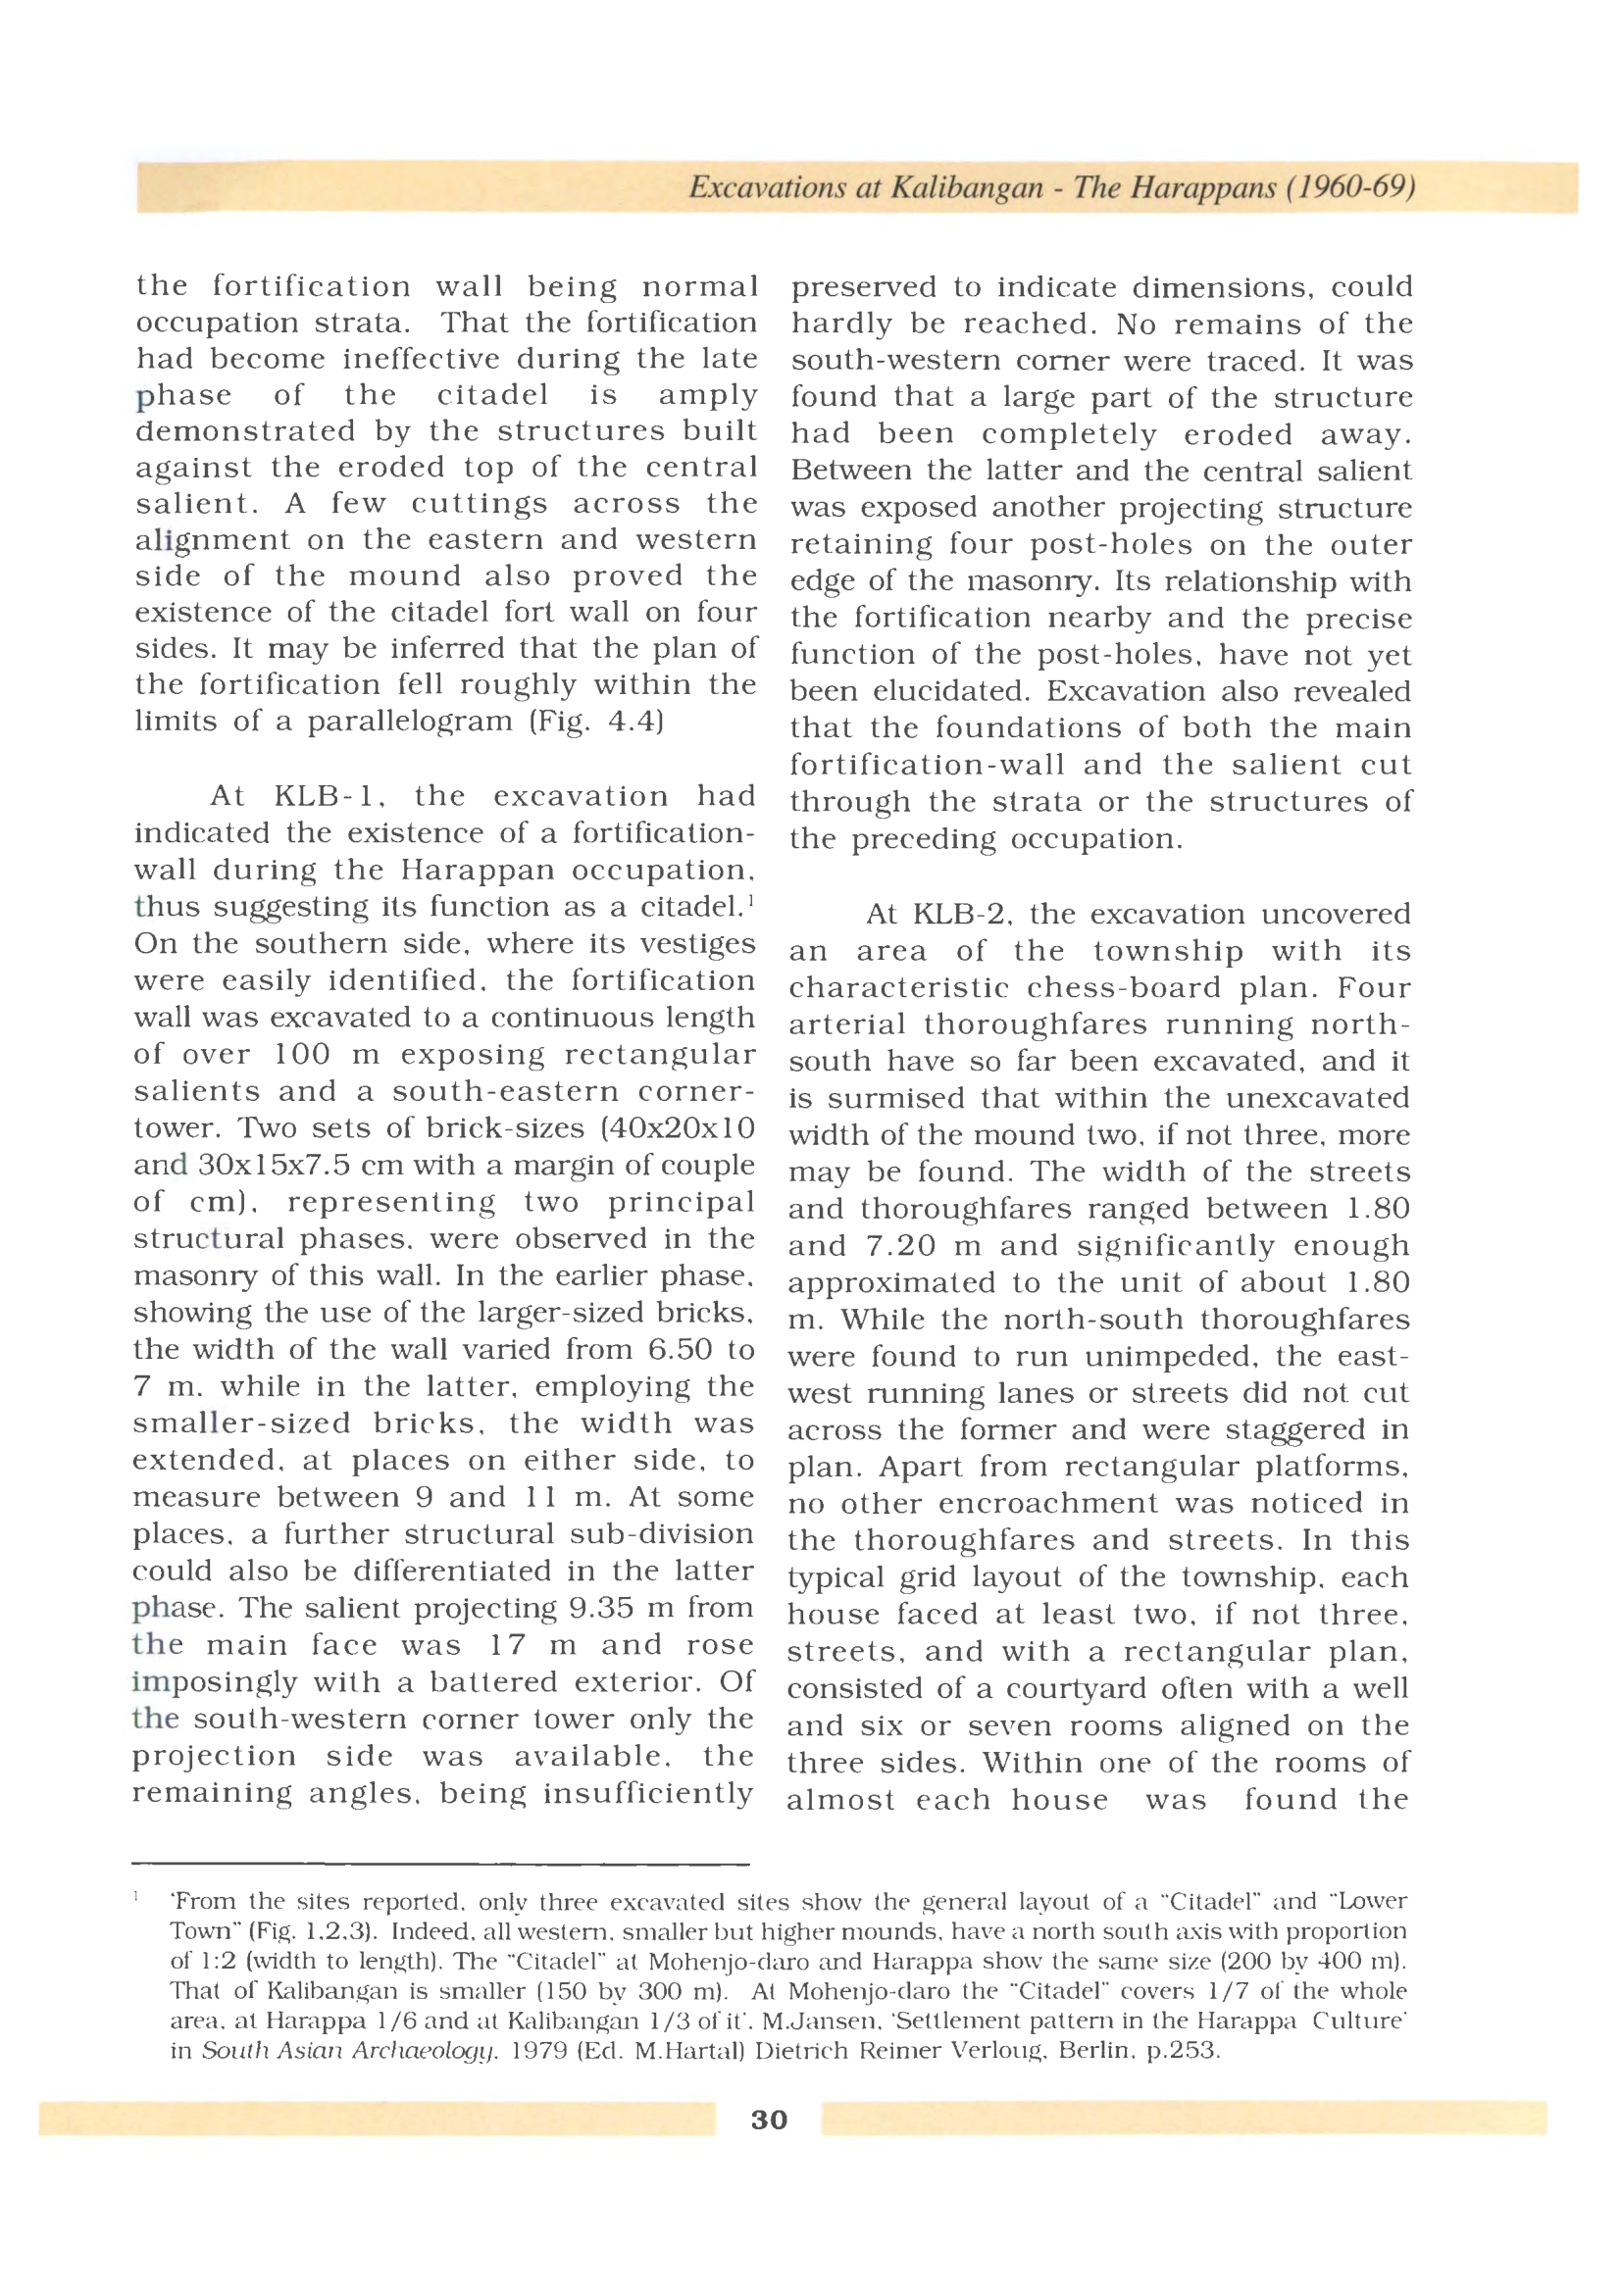 Excavations at Kalibangan - The Harappans (1960-69)
the fortification wall being normal
occupation strata. That the fortification
had become ineffective during the late
phase of the citadel is amply
demonstrated by the structures built
against the eroded top of the central
salient. A few cuttings across the
alignment on the eastern and western
side of the mound also proved the
existence of the citadel fort wall on four
sides. It may be inferred that the plan of
the fortification fell roughly within the
limits of a parallelogram (Fig. 4.4)
At KLB-1, the excavation had
indicated the existence of a fortification-
wall during the Harappan occupation,
thus suggesting its function as a citadel.1
On the southern side, where its vestiges
were easily identified, the fortification
wall was excavated to a continuous length
of over 100 m exposing rectangular
salients and a south-eastern corner-
tower. Two sets of brick-sizes (40x20x10
and 30x15x7.5 cm with a margin of couple
of cm), representing two principal
structural phases, were observed in the
masonry of this wall. In the earlier phase,
showing the use of the larger-sized bricks,
the width of the wall varied from 6.50 to
7 m. while in the latter, employing the
smaller-sized bricks, the width was
extended, at places on either side, to
measure between 9 and 11 m. At some
places, a further structural sub-division
could also be differentiated in the latter
phase. The salient projecting 9.35 m from
the main face was 17 m and rose
imposingly with a battered exterior. Of
the south-western corner tower only the
projection side was available, the
remaining angles, being insufficiently
preserved to indicate dimensions, could
hardly be reached. No remains of the
south-western corner were traced. It was
found that a large part of the structure
had been completely eroded away.
Between the latter and the central salient
was exposed another projecting structure
retaining four post-holes on the outer
edge of the masonry. Its relationship with
the fortification nearby and the precise
function of the post-holes, have not yet
been elucidated. Excavation also revealed
that the foundations of both the main
fortification-wall and the salient cut
through the strata or the structures of
the preceding occupation.
At KLB-2, the excavation uncovered
an area of the township with its
characteristic chess-board plan. Four
arterial thoroughfares running north-
south have so far been excavated, and it
is surmised that within the unexcavated
width of the mound two, if not three, more
may be found. The width of the streets
and thoroughfares ranged between 1.80
and 7.20 m and significantly enough
approximated to the unit of about 1.80
m. While the north-south thoroughfares
were found to run unimpeded, the east-
west running lanes or streets did not cut
across the former and were staggered in
plan. Apart from rectangular platforms,
no other encroachment was noticed in
the thoroughfares and streets. In this
typical grid layout of the township, each
house faced at least two, if not three,
streets, and with a rectangular plan,
consisted of a courtyard often with a well
and six or seven rooms aligned on the
three sides. Within one of the rooms of
almost each house was found the
1 'From the sites reported, only three excavated sites show the general layout of a "Citadel" and "Lower
Town" (Fig. 1,2,3). Indeed, all western, smaller but higher mounds, have a north south axis with proportion
of 1:2 (width to length). The "Citadel" at Mohenjo-daro and Harappa show the same size (200 by 400 m).
That of Kalibangan is smaller (150 by 300 m). At Mohenjo-daro the "Citadel" covers 1/7 of the whole
area, at Harappa 1/6 and at Kalibangan 1/3 of it'. M.Jansen, 'Settlement pattern in the Harappa Culture'
in South Asian Archaeology. 1979 (Ed. M.Hartal) Dietrich Reimer Verloug, Berlin, p.253.
30